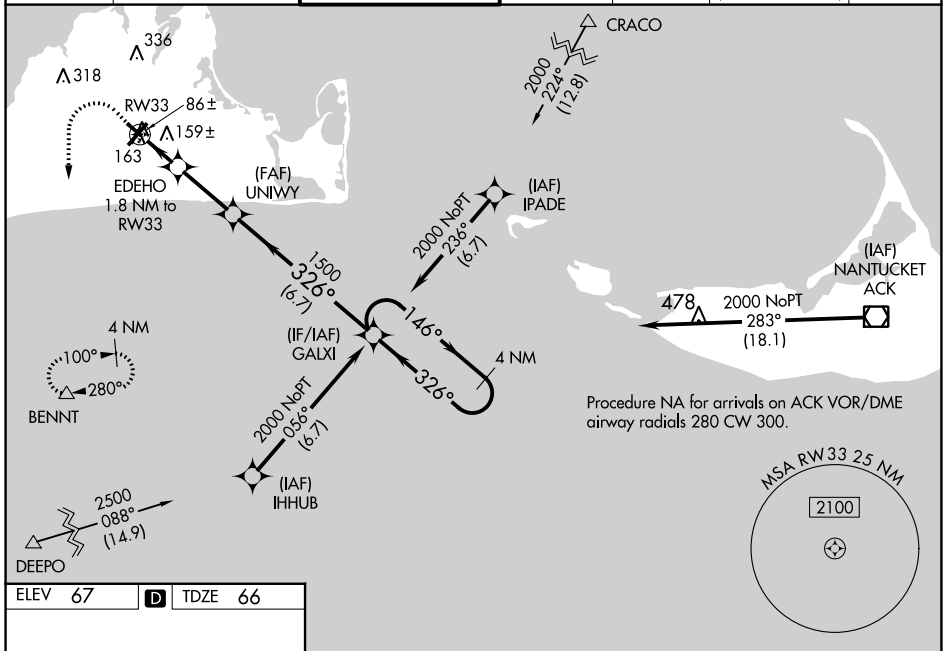 CRACO
336
318
2000
224°
(12.8)
RW33
86±
159±
163
EDEHO
1.8 NM to
RW33
(FAF)
UNIWY
(IAF)
IPADE
2000 NoPT
236°
(6.7)
1500
326°
(6.7)
(IAF)
NANTUCKET
ACK
478
2000 NoPT
283°
(18.1)
(IF/IAF)
GALXI
146°
326°
4 NM
4 NM
100°
280°
BENNT
2000 NoPT
056°
(6.7)
Procedure NA for arrivals on ACK VOR/DME
airway radials 280 CW 300.
(IAF)
IHHUB
MSA RW33 25 NM
2100
2500
088°
(14.9)
DEEPO
ELEV 67 D TDZE 66